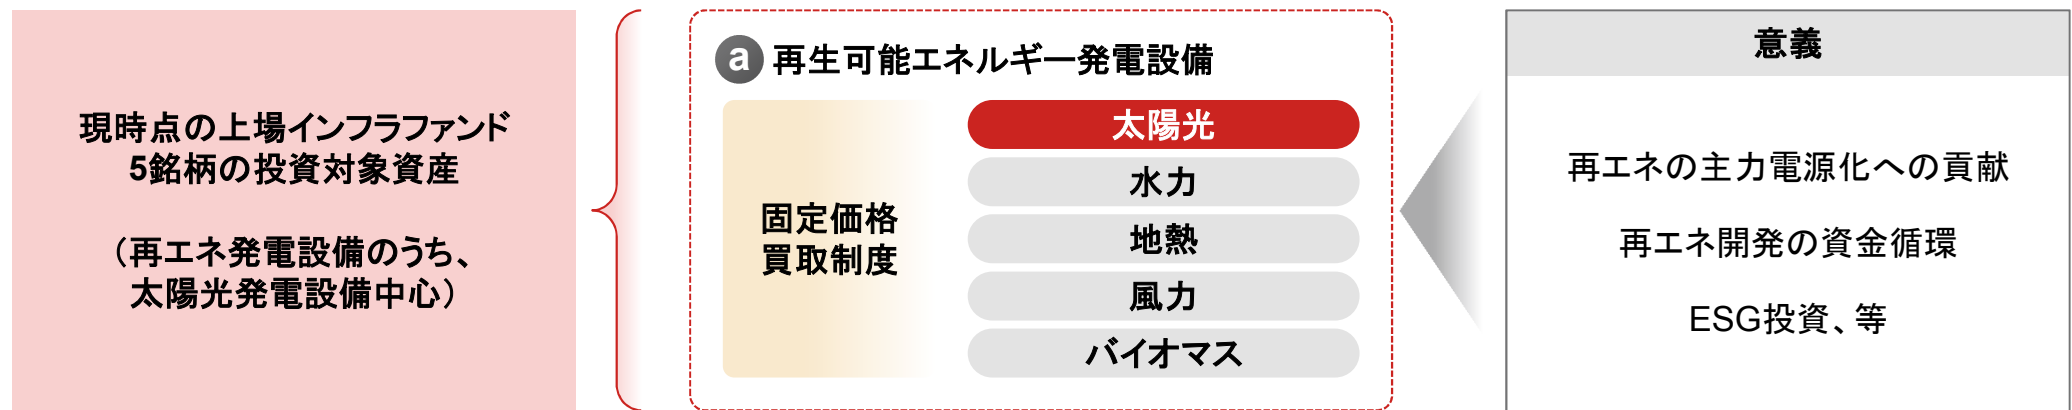 現時点の上場インフラファンド
5銘柄の投資対象資産
（再エネ発電設備のうち、
太陽光発電設備中心）
a 再生可能エネルギー発電設備
固定価格
買取制度
太陽光
水力
地熱
風力
バイオマス
意義
再エネの主力電源化への貢献
再エネ開発の資金循環
ESG投資、等